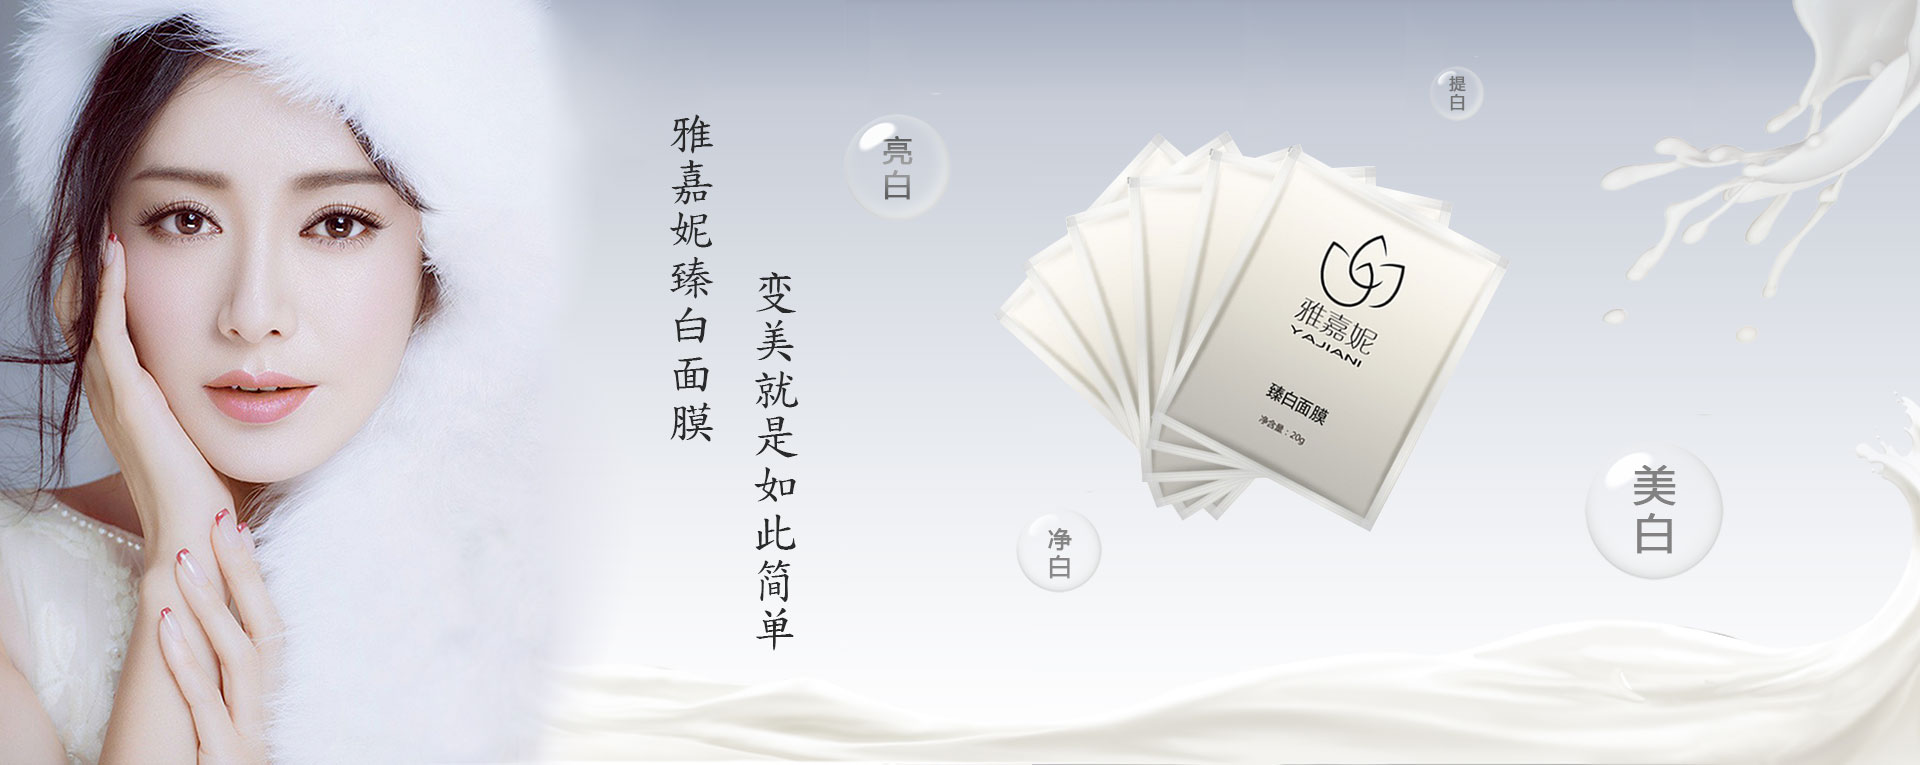 雅嘉妮臻白面膜
变美就是如此简单
亮白
提白
净白
美白
雅嘉妮
YAJIANI
臻白面膜
净含量：20g